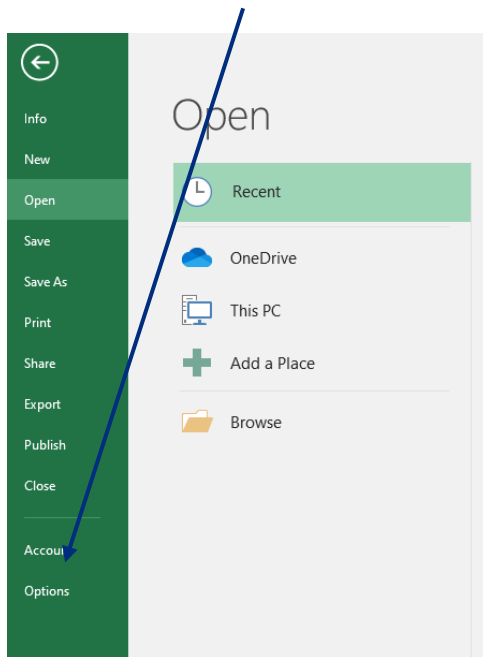 Info
New
Open
Save
Save As
Print
Share
Export
Publish
Close
Account
Options
Open
Recent
OneDrive
This PC
Add a Place
Browse